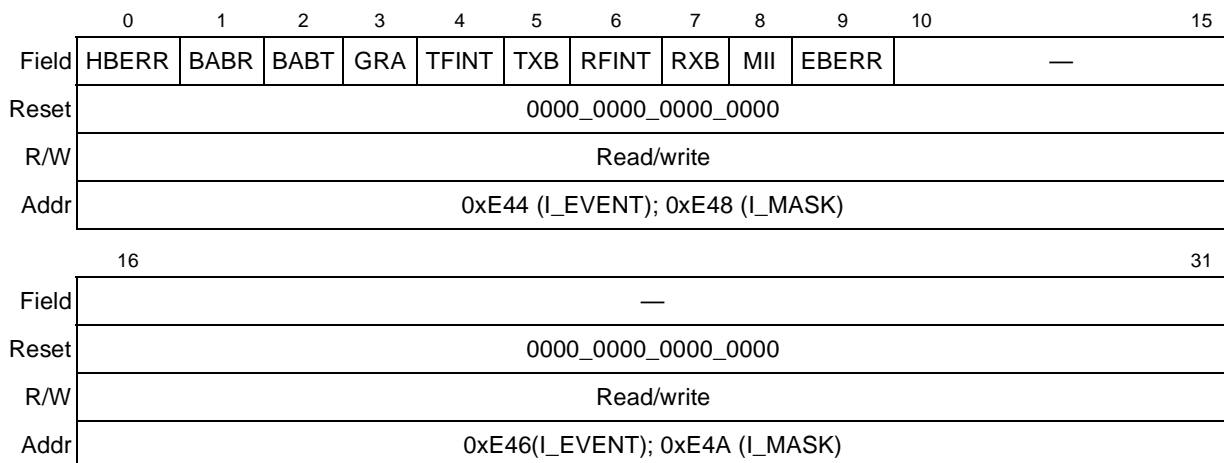 0 1 2 3 4 5 6 7 8 9 10 15
Field HBERR BABR BABT GRA TFINT TXB RFINT RXB MII EBERR —
Reset 0000_0000_0000_0000
R/W Read/write
Addr 0xE44 (I_EVENT); 0xE48 (I_MASK)
16 31
Field —
Reset 0000_0000_0000_0000
R/W Read/write
Addr 0xE46(I_EVENT); 0xE4A (I_MASK)